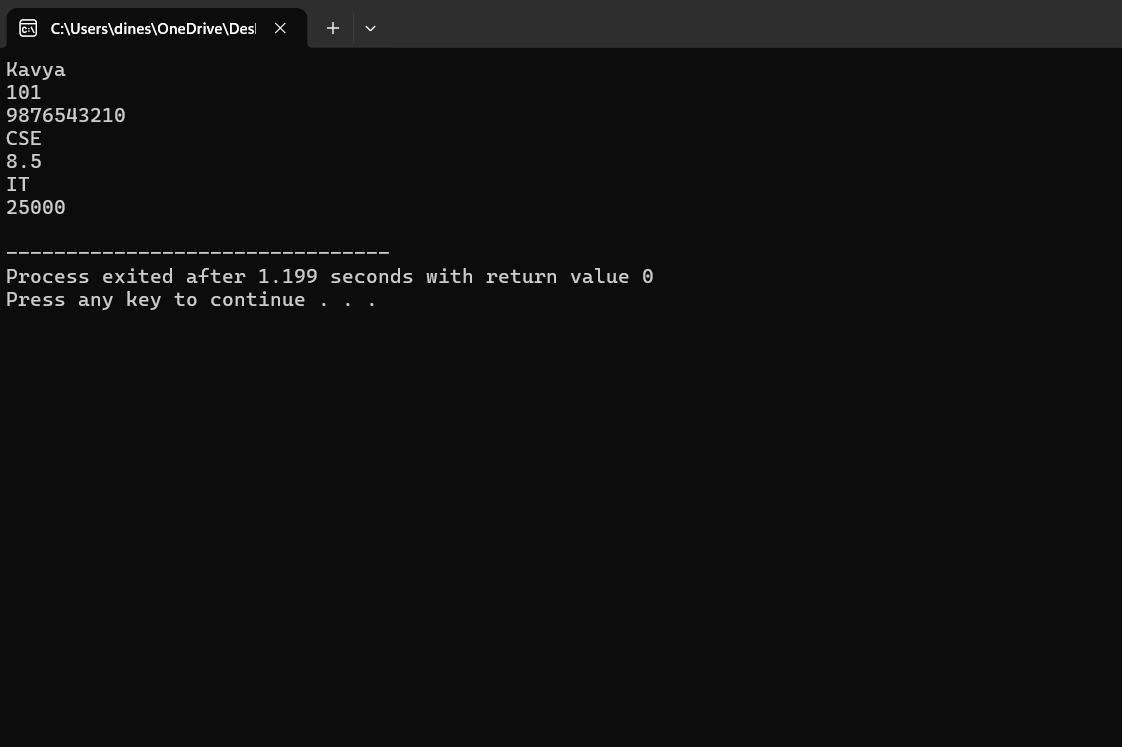 C:\Users\dines\OneDrive\Des
Kavya
101
9876543210
CSE
8.5
IT
25000
--------------------------------
Process exited after 1.199 seconds with return value 0
Press any key to continue . . .